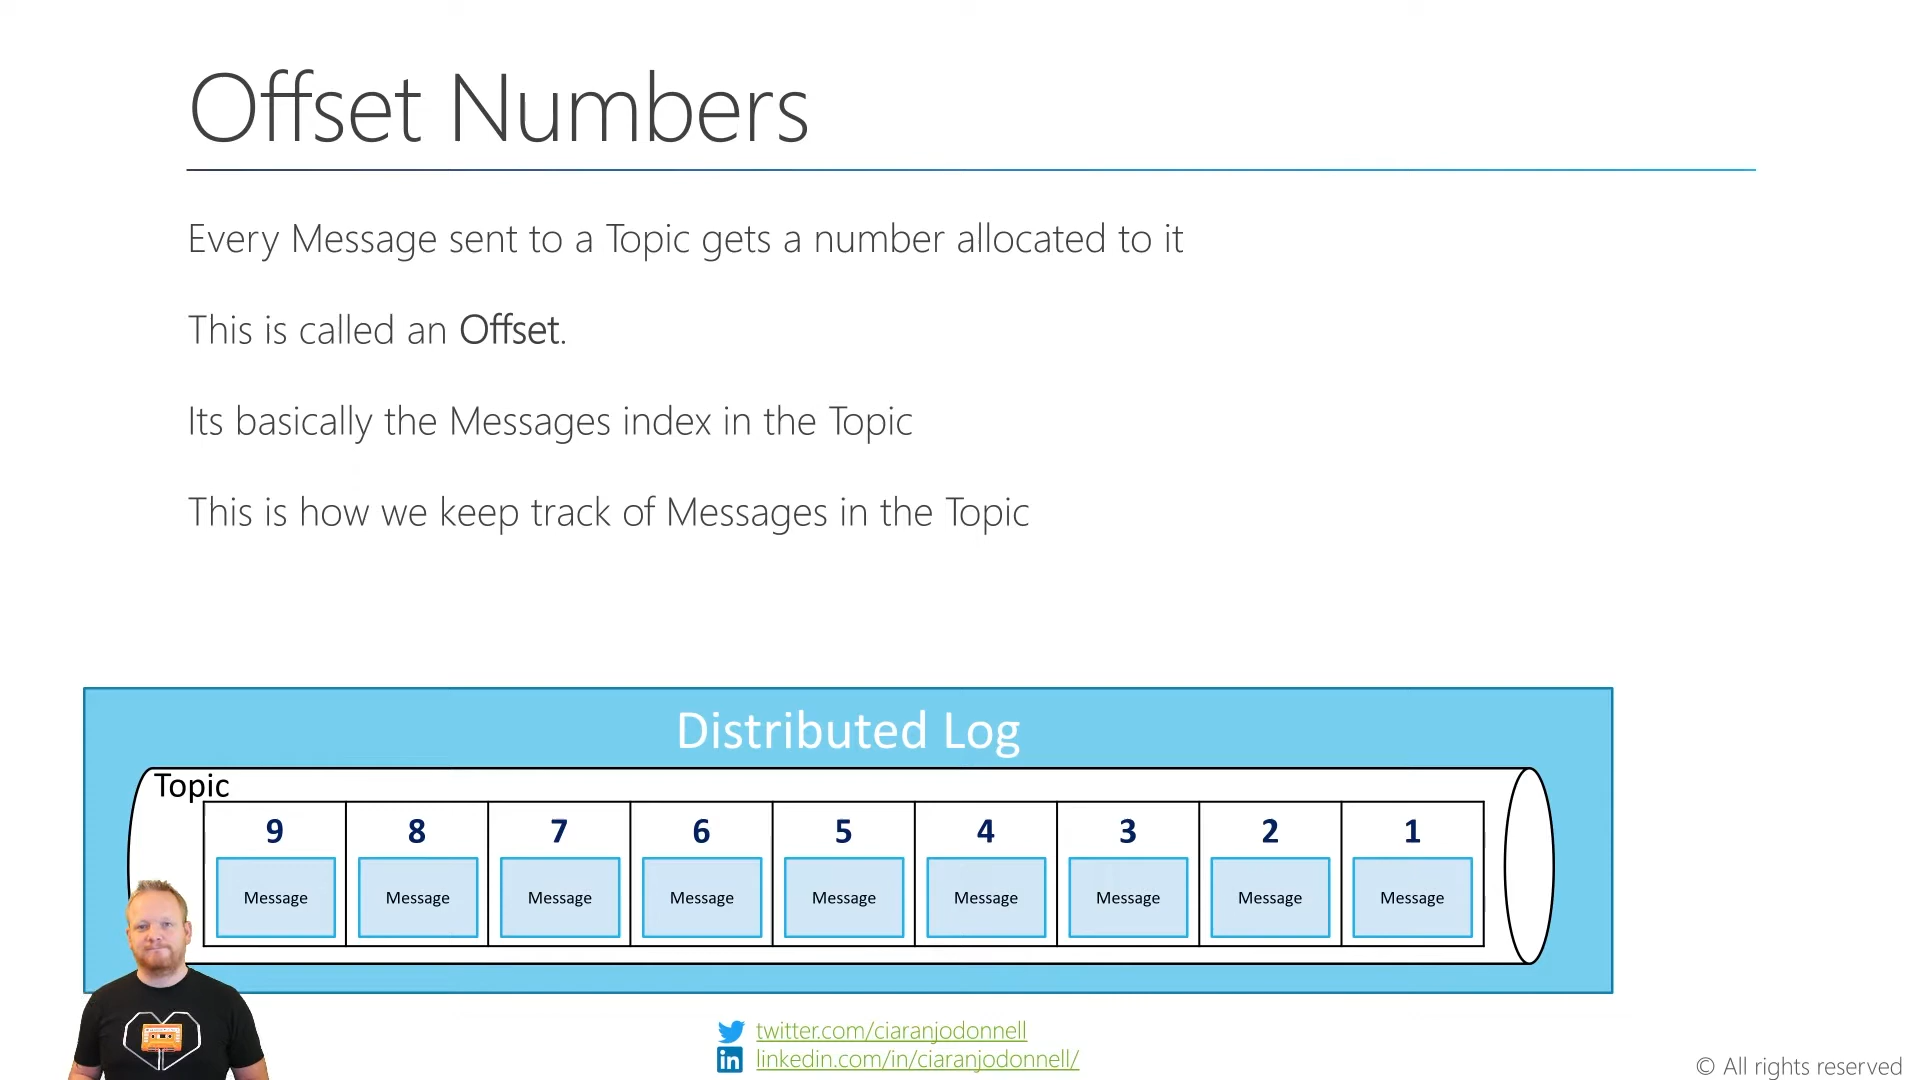 Offset Numbers
Every Message sent to a Topic gets a number allocated to it
This is called an Offset.
Its basically the Messages index in the Topic
This is how we keep track of Messages in the Topic
Distributed Log
Topic
9 8 7 6 5 4 3 2 1
Message Message Message Message Message Message Message Message Message
twitter.com/ciaranjodonnell
in linkedin.com/in/ciaranjodonnell/
© All rights reserved